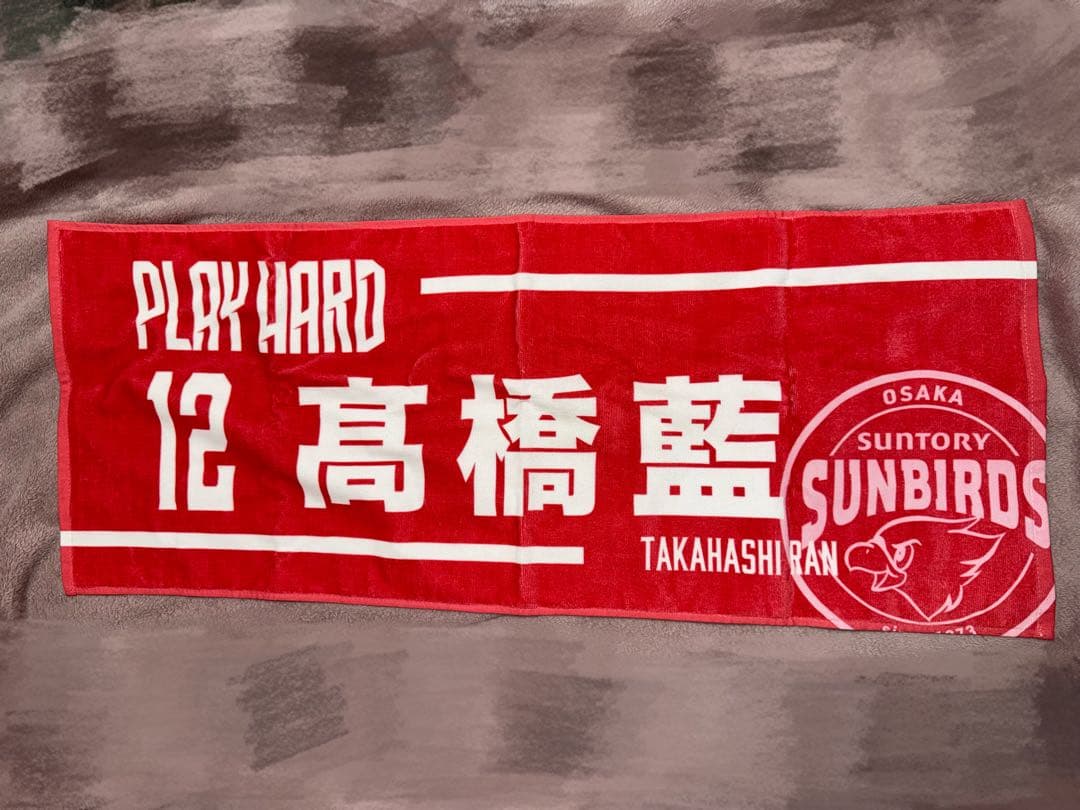 PLAY HARD
12 髙橋藍
TAKAHASHI RAN
OSAKA
SUNTORY
SUNBIRDS